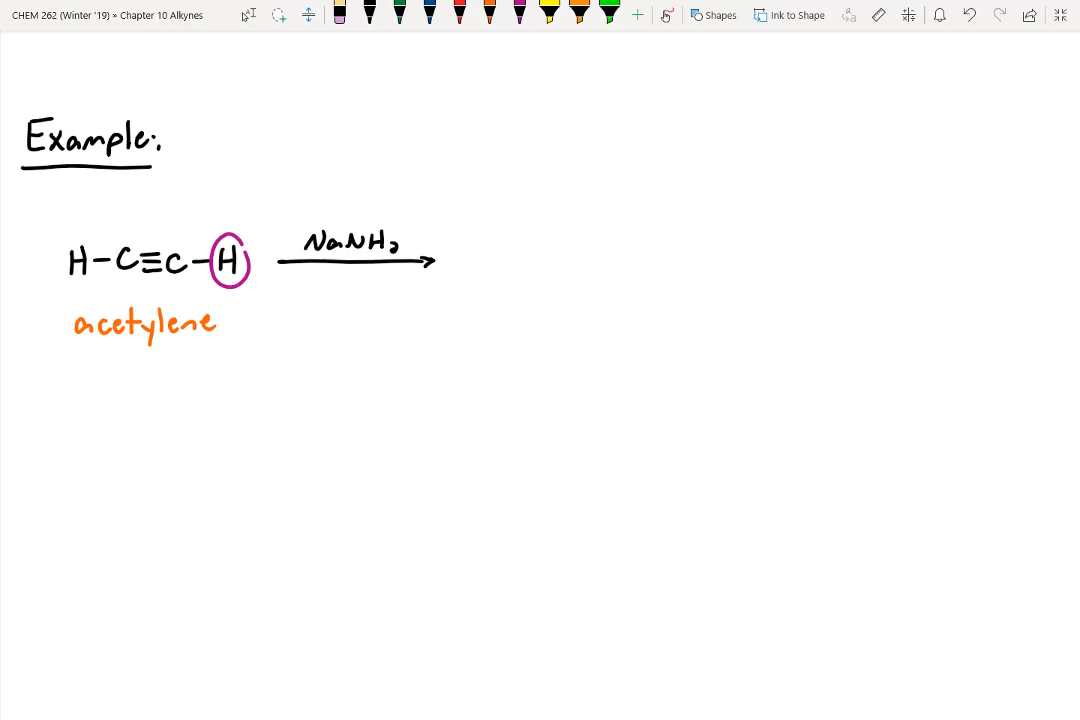 CHEM 262 (Winter '19) » Chapter 10 Alkynes
Shapes
Ink to Shape
Example:
NaNH₂
H-C≡C-H
acetylene